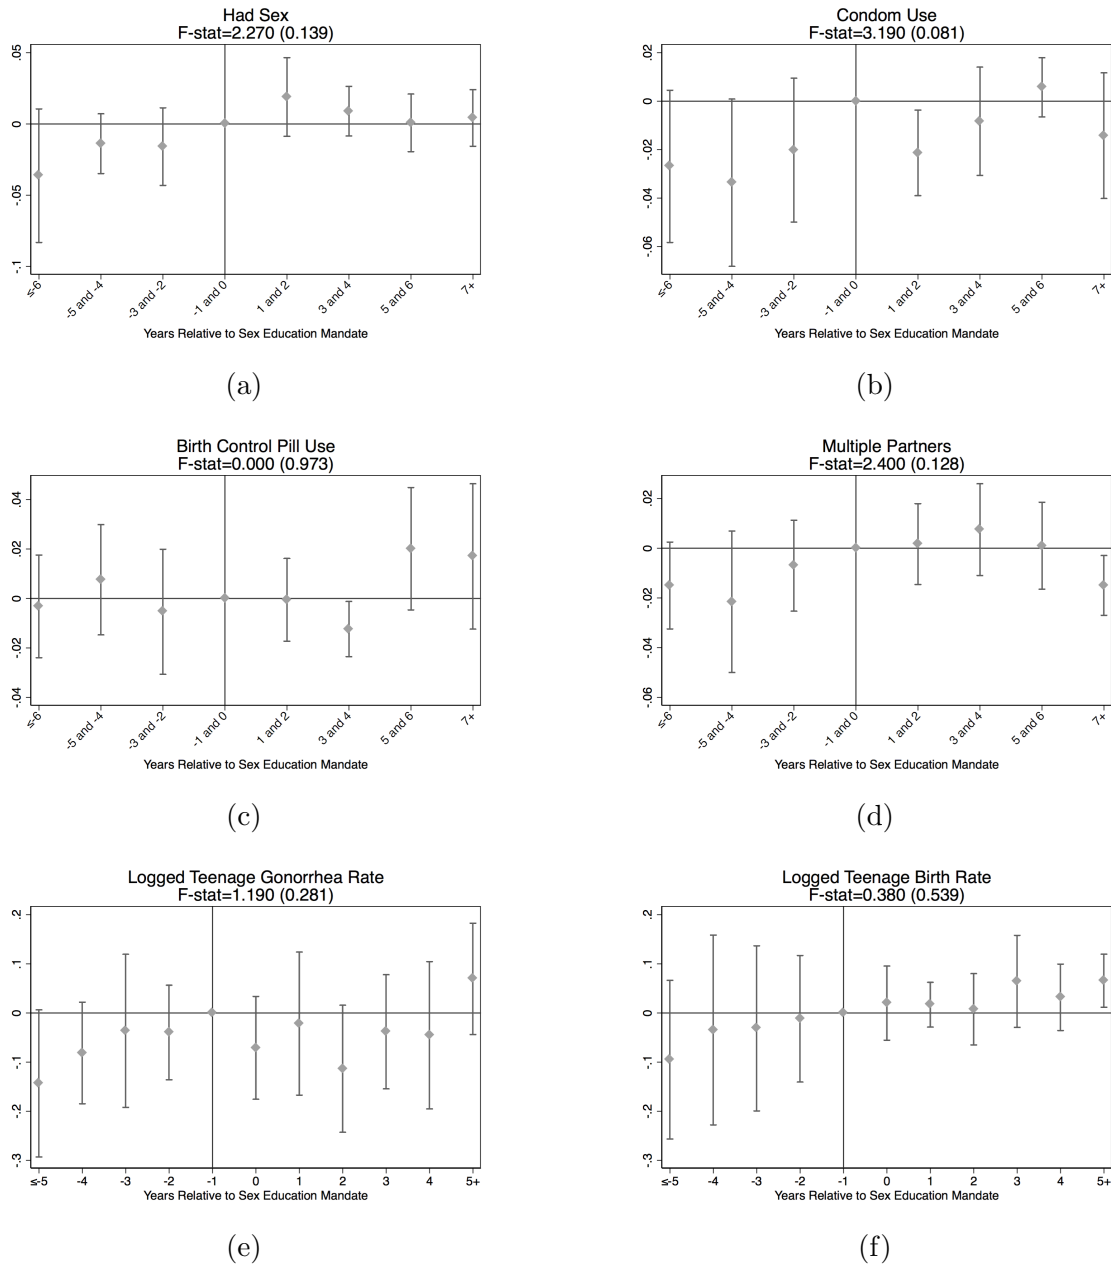 Had Sex
F-stat=2.270 (0.139)
.05
0
-.05
-.1
≤-6
-5 and -4
-3 and -2
-1 and 0
1 and 2
3 and 4
5 and 6
7+
Years Relative to Sex Education Mandate
(a)
Condom Use
F-stat=3.190 (0.081)
.02
0
-.02
-.04
-.06
≤-6
-5 and -4
-3 and -2
-1 and 0
1 and 2
3 and 4
5 and 6
7+
Years Relative to Sex Education Mandate
(b)
Birth Control Pill Use
F-stat=0.000 (0.973)
.04
.02
0
-.02
-.04
≤-6
-5 and -4
-3 and -2
-1 and 0
1 and 2
3 and 4
5 and 6
7+
Years Relative to Sex Education Mandate
(c)
Multiple Partners
F-stat=2.400 (0.128)
.02
0
-.02
-.04
-.06
≤-6
-5 and -4
-3 and -2
-1 and 0
1 and 2
3 and 4
5 and 6
7+
Years Relative to Sex Education Mandate
(d)
Logged Teenage Gonorrhea Rate
F-stat=1.190 (0.281)
.2
.1
0
-.1
-.2
-.3
≤-5 -4 -3 -2 -1 0 1 2 3 4 5+
Years Relative to Sex Education Mandate
(e)
Logged Teenage Birth Rate
F-stat=0.380 (0.539)
.2
.1
0
-.1
-.2
-.3
≤-5 -4 -3 -2 -1 0 1 2 3 4 5+
Years Relative to Sex Education Mandate
(f)